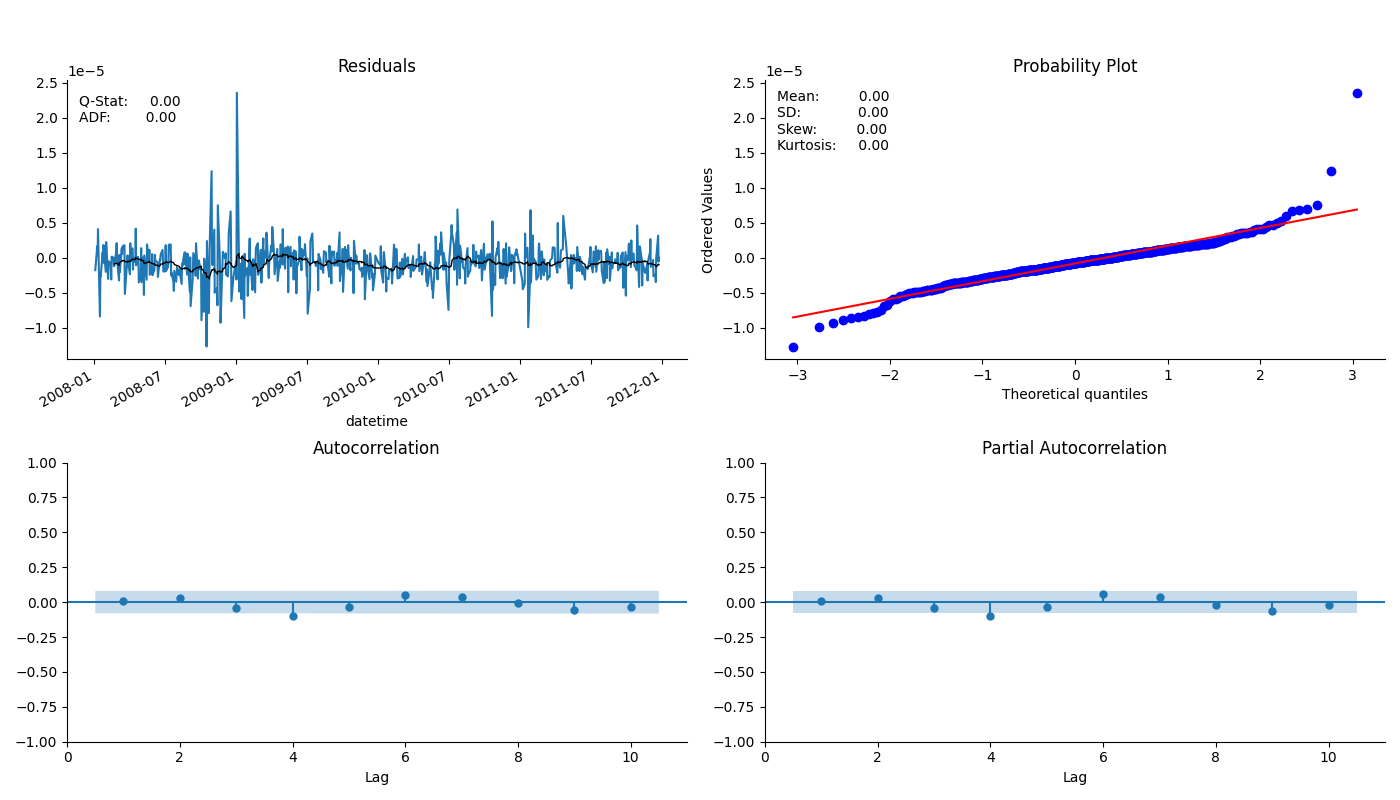 Residuals
1e−5
2.5
2.0
1.5
1.0
0.5
0.0
−0.5
−1.0
Q-Stat: 0.00
ADF: 0.00
2008-01
2008-07
2009-01
2009-07
2010-01
2010-07
2011-01
2011-07
2012-01
datetime
Probability Plot
1e−5
2.5
2.0
1.5
1.0
0.5
0.0
−0.5
−1.0
Ordered Values
Mean: 0.00
SD: 0.00
Skew: 0.00
Kurtosis: 0.00
−3 −2 −1 0 1 2 3
Theoretical quantiles
Autocorrelation
1.00
0.75
0.50
0.25
0.00
−0.25
−0.50
−0.75
−1.00
0 2 4 6 8 10
Lag
Partial Autocorrelation
1.00
0.75
0.50
0.25
0.00
−0.25
−0.50
−0.75
−1.00
0 2 4 6 8 10
Lag